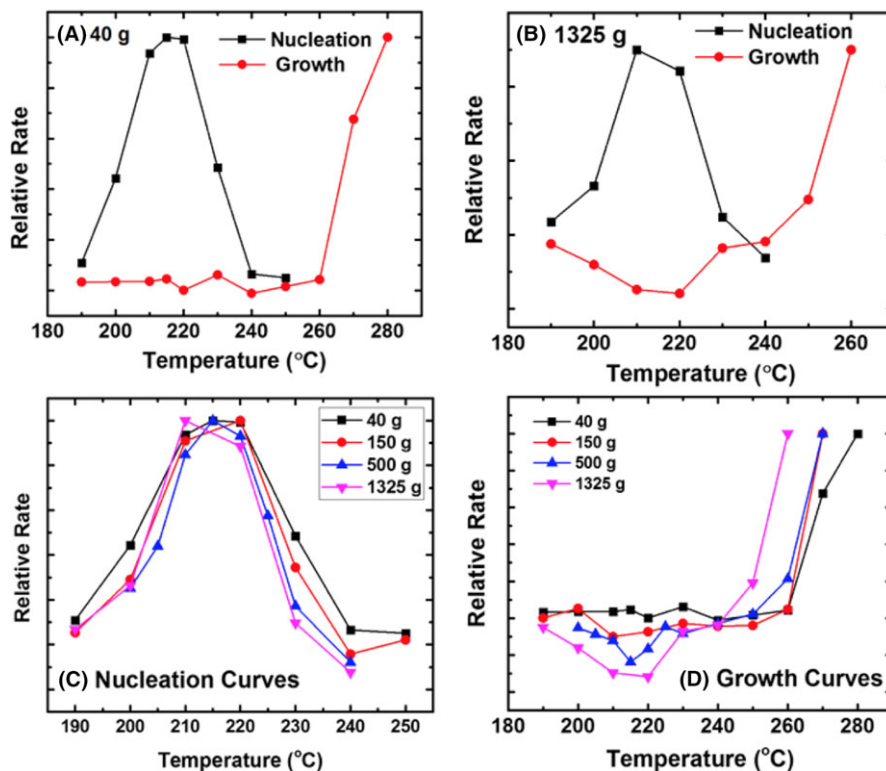 (A) 40 g
Nucleation
Growth
Relative Rate
180 200 220 240 260 280
Temperature (°C)
(B) 1325 g
Nucleation
Growth
Relative Rate
180 200 220 240 260
Temperature (°C)
40 g
150 g
500 g
1325 g
Relative Rate
(C) Nucleation Curves
190 200 210 220 230 240 250
Temperature (°C)
40 g
150 g
500 g
1325 g
Relative Rate
(D) Growth Curves
180 200 220 240 260 280
Temperature (°C)